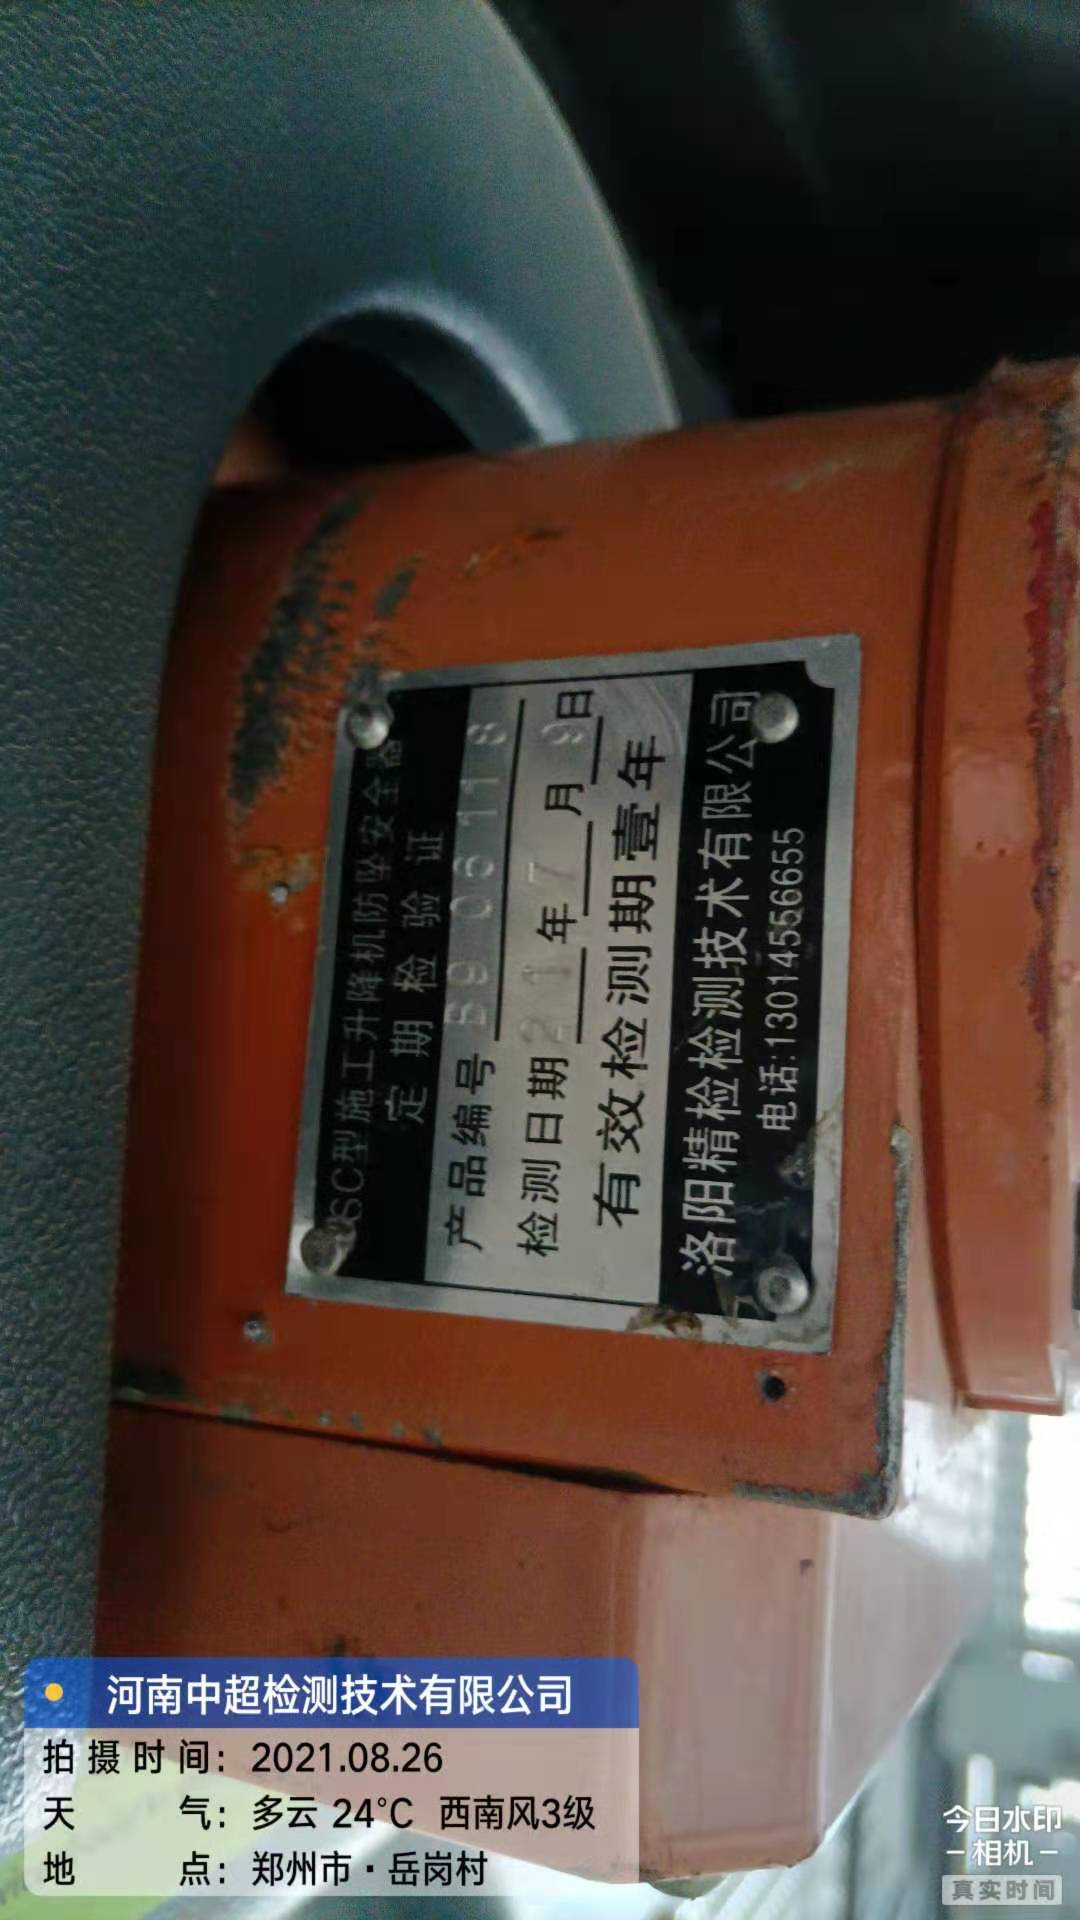 SC型施工升降机防坠安全器
定期检验证
产品编号 B9 06118
检测日期 21年7月9日
有效检测期壹年
洛阳精检检测技术有限公司
电话:13014556655
河南中超检测技术有限公司
拍摄时间: 2021.08.26
天气: 多云 24℃ 西南风3级
地点: 郑州市·岳岗村
今日水印
-相机-
真实时间